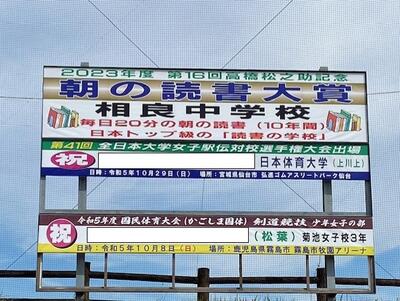 2023年度 第16回高橋松之助記念
朝の読書大賞
相良中学校
毎日20分の朝の読書（10年間）
日本トップ級の「読書の学校」
第41回 全日本大学女子駅伝対校選手権大会出場
祝 日本体育大学（上川上）
日時：令和5年10月29日（日） 場所：宮城県仙台市 弘進ゴムアスリートパーク仙台
令和5年度 国民体育大会（かごしま国体） 剣道競技 少年女子の部
祝 （松葉）菊池女子校3年
日時：令和5年10月8日（日） 場所：鹿児島県霧島市 霧島市牧園アリーナ